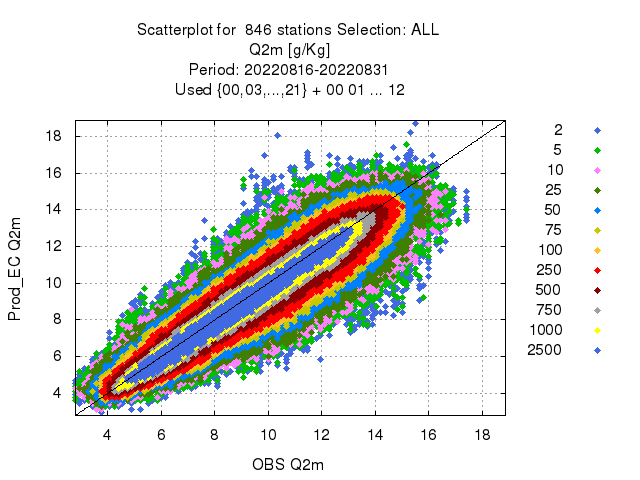 Scatterplot for 846 stations Selection: ALL
Q2m [g/Kg]
Period: 20220816-20220831
Used {00,03,...,21} + 00 01 ... 12
18
16
14
12
10
8
6
4
Prod_EC Q2m
4 6 8 10 12 14 16 18
OBS Q2m
2
5
10
25
50
75
100
250
500
750
1000
2500